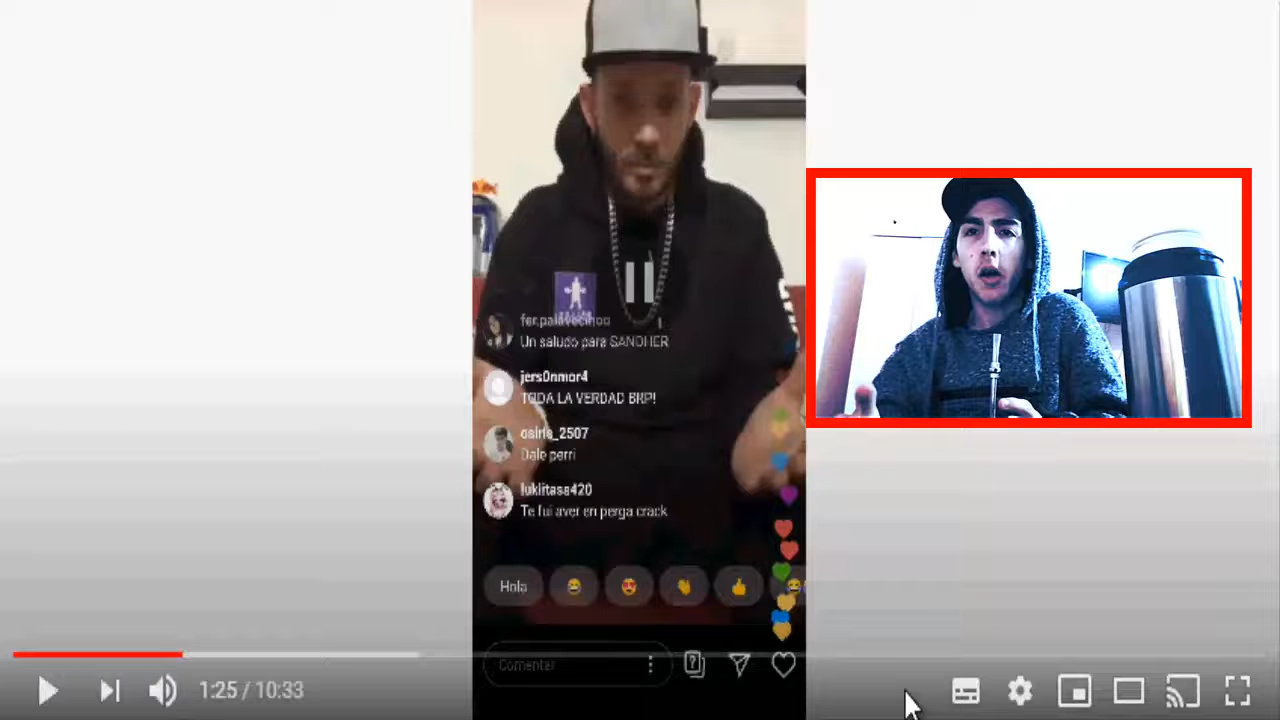 fer.palavecinoo
Un saludo para SANDHER
jers0nmor4
TODA LA VERDAD BRP!
osiris_2507
Dale perri
luklitass420
Te fui aver en perga crack
Hola
Comentar
1:25 / 10:33